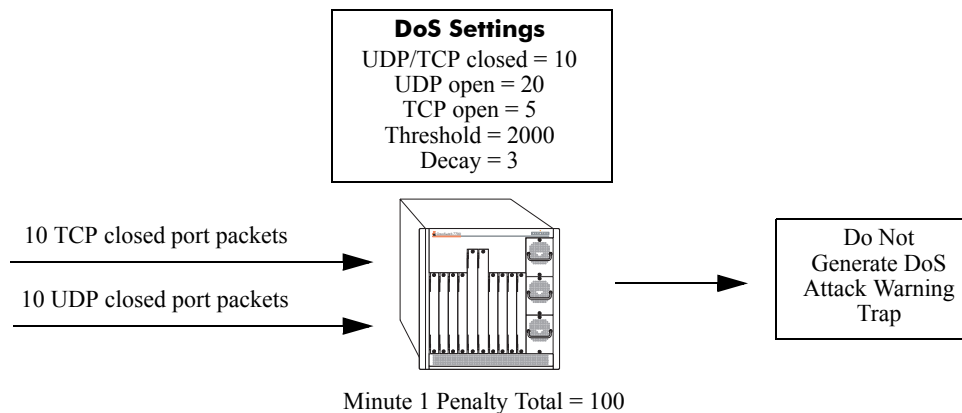 DoS Settings
UDP/TCP closed = 10
UDP open = 20
TCP open = 5
Threshold = 2000
Decay = 3
10 TCP closed port packets
10 UDP closed port packets
Do Not
Generate DoS
Attack Warning
Trap
Minute 1 Penalty Total = 100